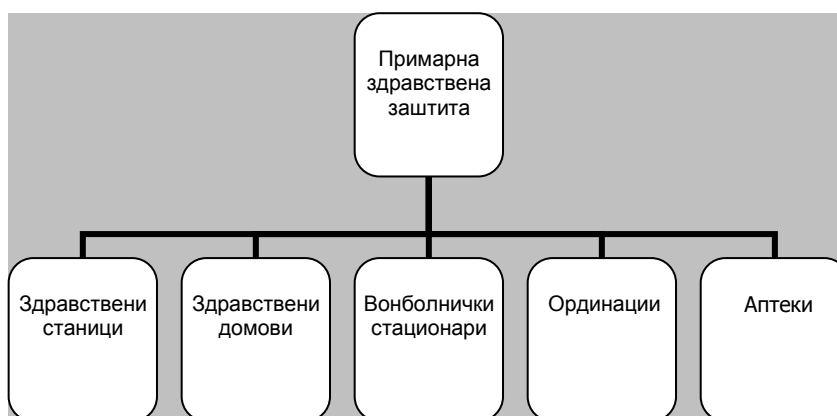 Примарна
здравствена
заштита
Здравствени
станици
Здравствени
домови
Вонболнички
стационари
Ординации
Аптеки